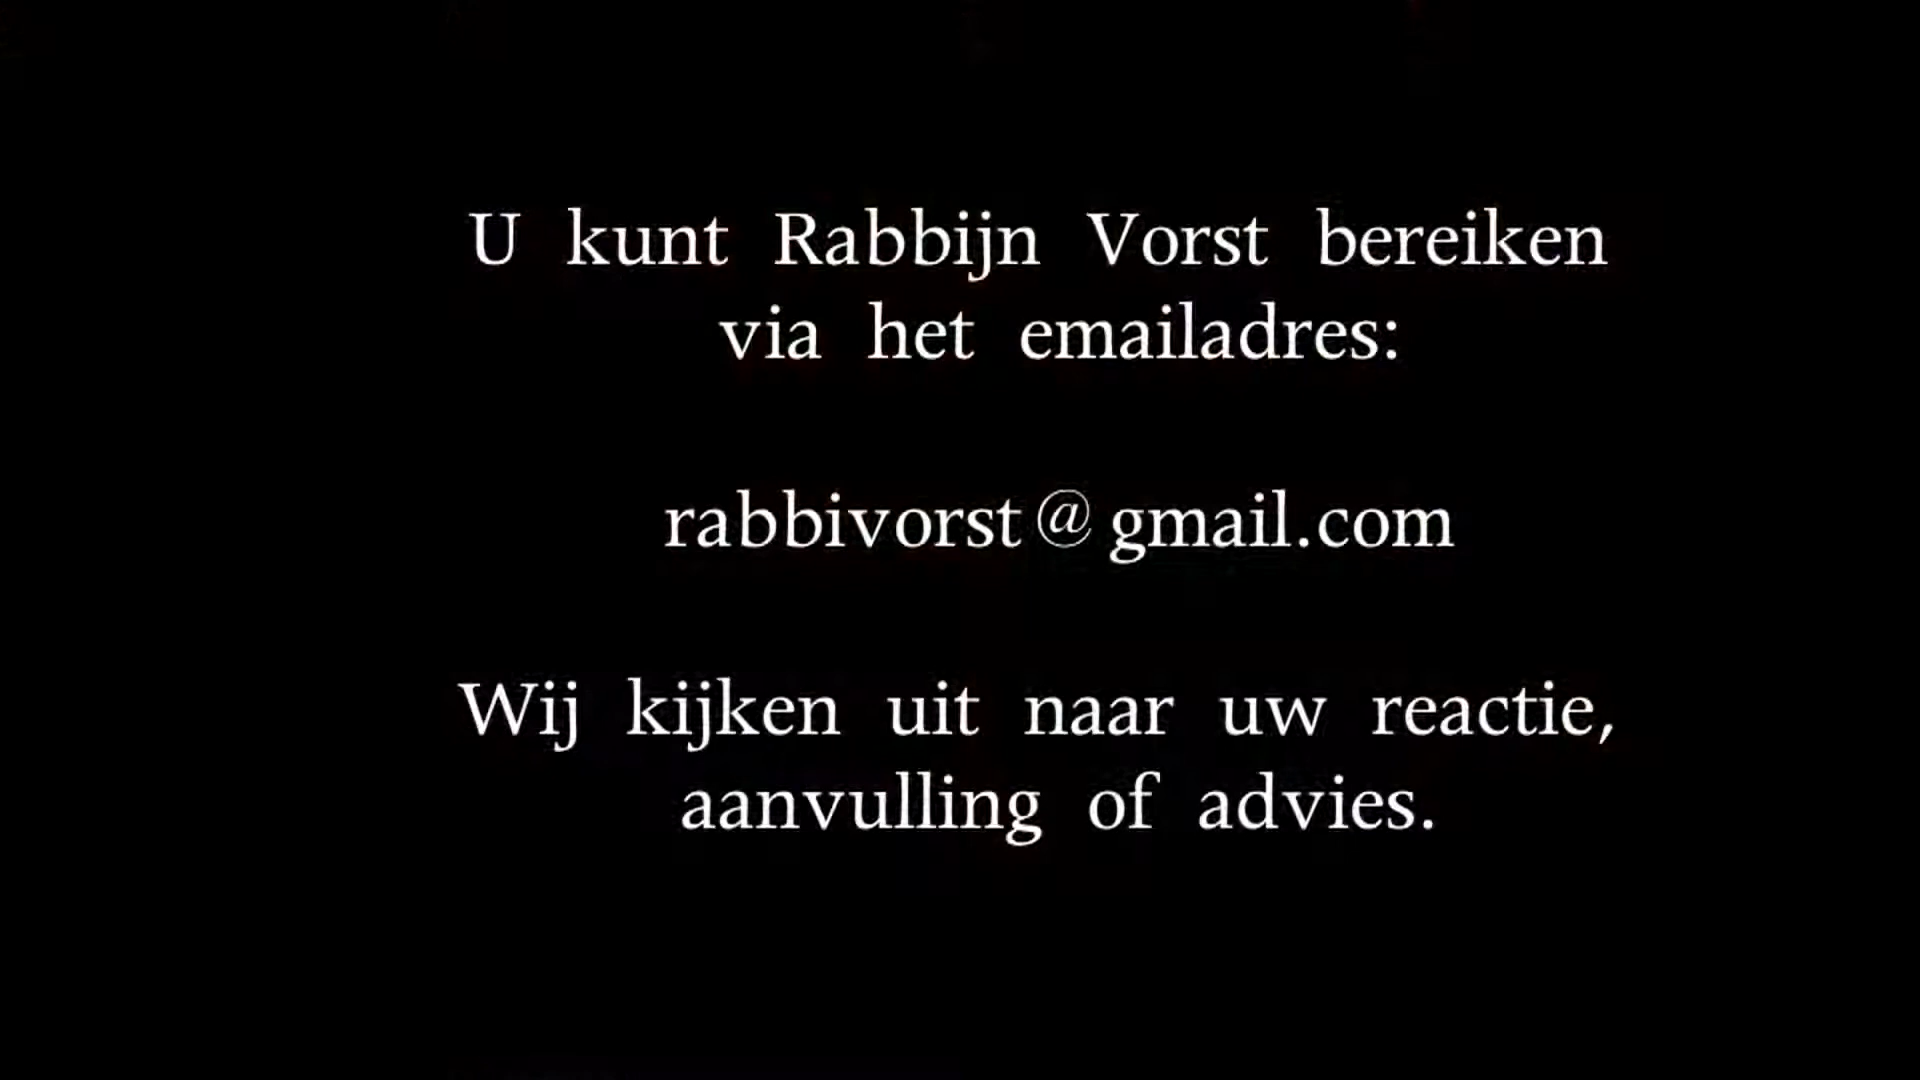 U kunt Rabbijn Vorst bereiken
via het emailadres:
rabbivorst@gmail.com
Wij kijken uit naar uw reactie,
aanvulling of advies.